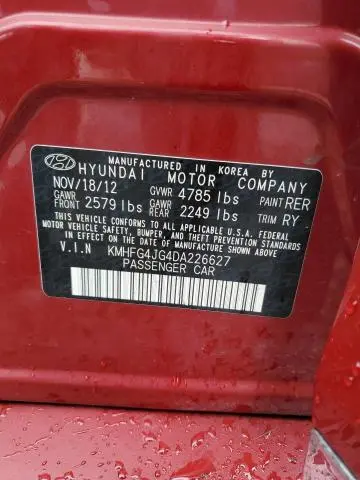 MANUFACTURED IN KOREA BY
HYUNDAI MOTOR COMPANY
NOV/18/12 GVWR 4785 lbs PAINT RER
GAWR FRONT 2579 lbs GAWR REAR 2249 lbs TRIM RY
THIS VEHICLE CONFORMS TO ALL APPLICABLE U.S.A. FEDERAL
MOTOR VEHICLE SAFETY, BUMPER, AND THEFT PREVENTION STANDARDS
IN EFFECT ON THE DATE OF MANUFACTURE SHOWN ABOVE.
V.I.N KMHFG4JG4DA226627
PASSENGER CAR